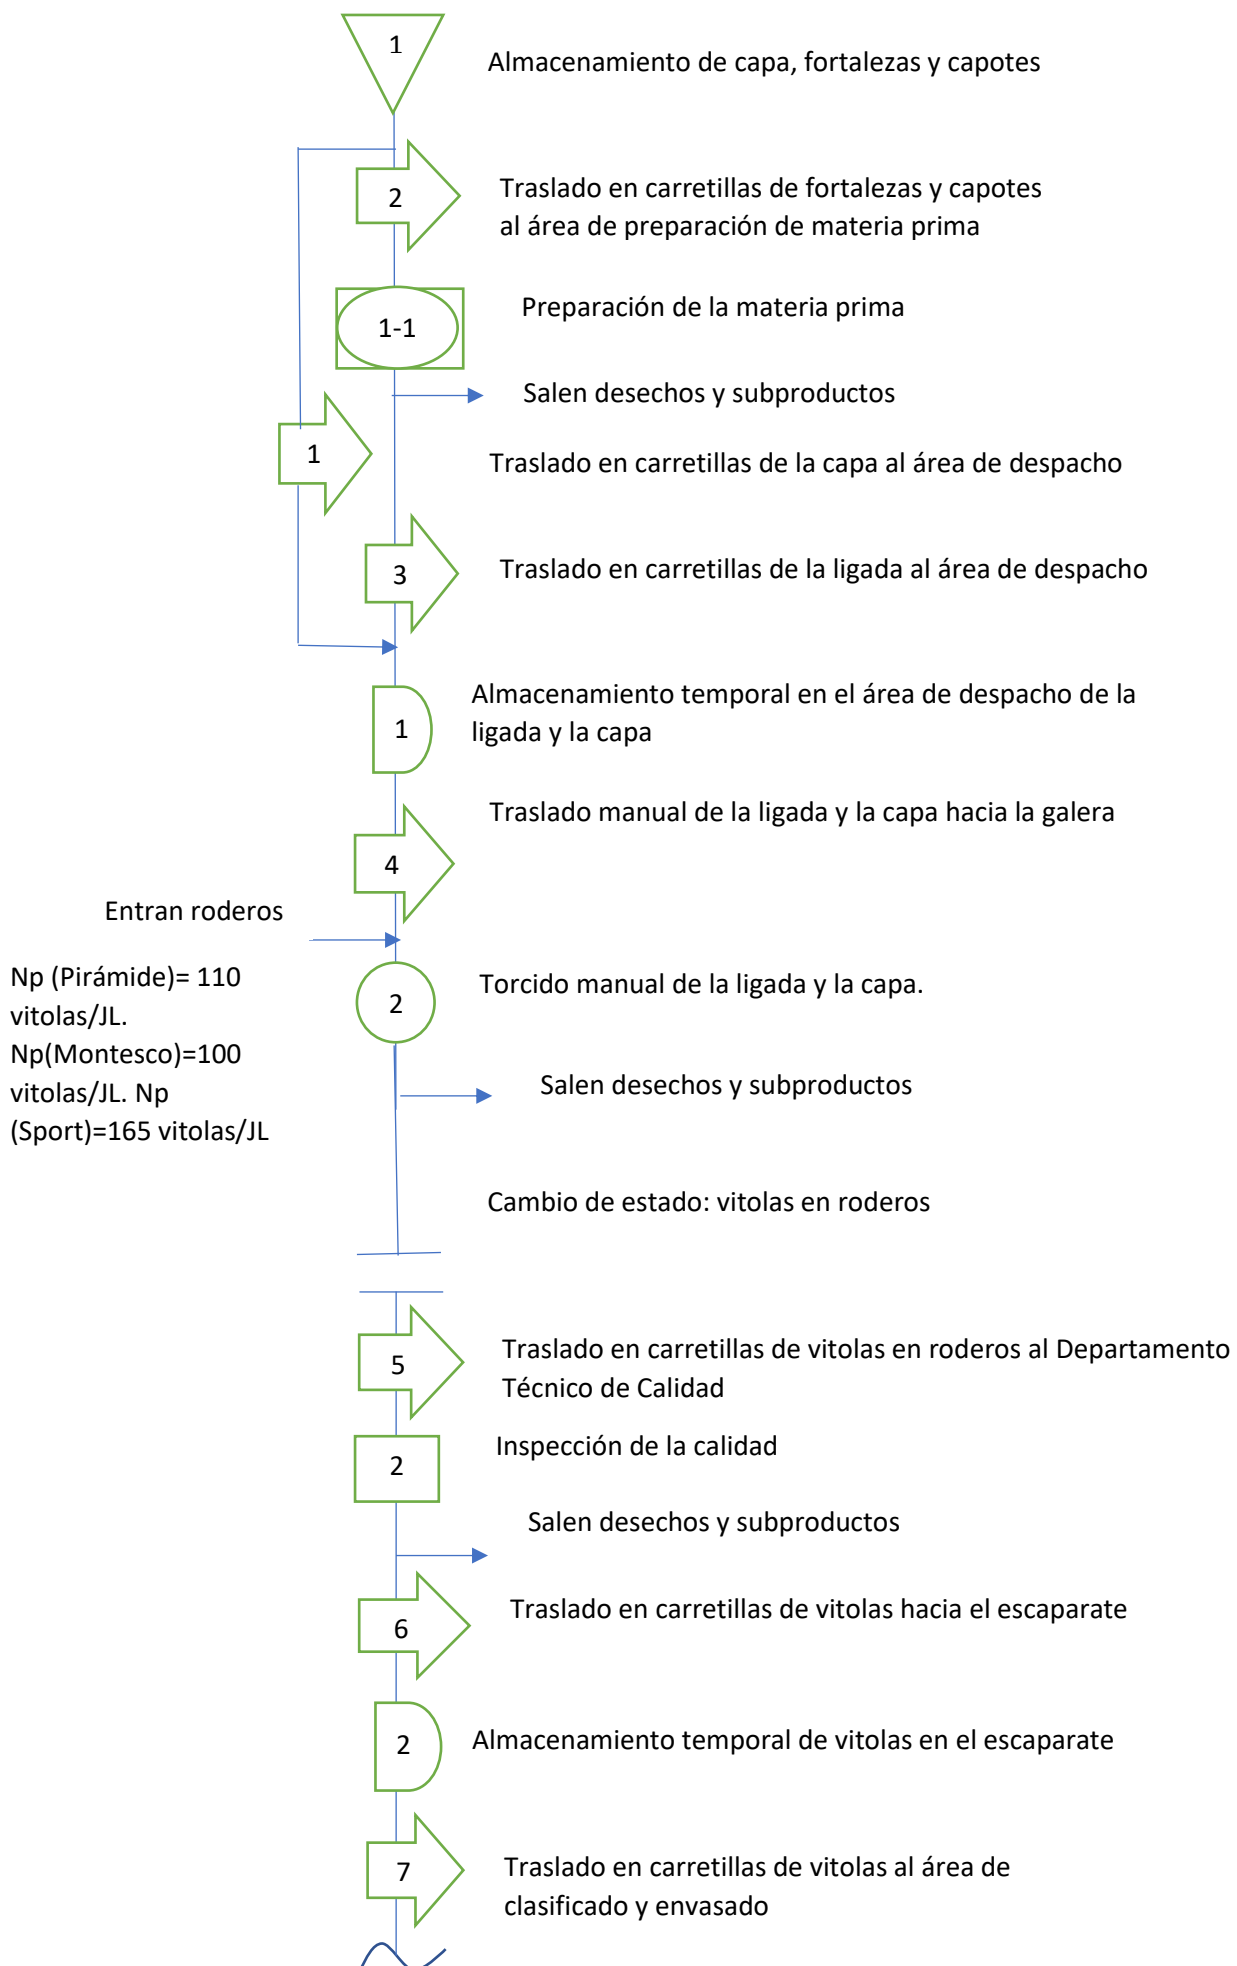 1
Almacenamiento de capa, fortalezas y capotes
2
Traslado en carretillas de fortalezas y capotes
al área de preparación de materia prima
1-1
Preparación de la materia prima
Salen desechos y subproductos
1
Traslado en carretillas de la capa al área de despacho
3
Traslado en carretillas de la ligada al área de despacho
1
Almacenamiento temporal en el área de despacho de la
ligada y la capa
4
Traslado manual de la ligada y la capa hacia la galera
Entran roderos
Np (Pirámide)= 110
vitolas/JL.
Np(Montesco)=100
vitolas/JL. Np
(Sport)=165 vitolas/JL
2
Torcido manual de la ligada y la capa.
Salen desechos y subproductos
Cambio de estado: vitolas en roderos
5
Traslado en carretillas de vitolas en roderos al Departamento
Técnico de Calidad
2
Inspección de la calidad
Salen desechos y subproductos
6
Traslado en carretillas de vitolas hacia el escaparate
2
Almacenamiento temporal de vitolas en el escaparate
7
Traslado en carretillas de vitolas al área de
clasificado y envasado